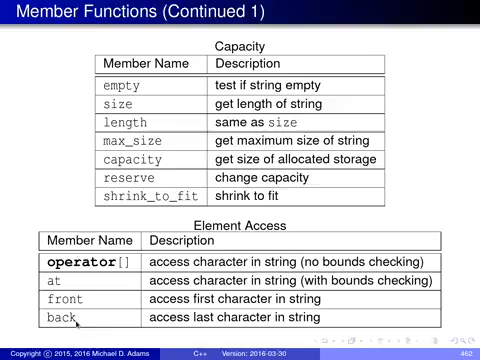 Member Functions (Continued 1)
Capacity
Member Name Description
empty test if string empty
size get length of string
length same as size
max_size get maximum size of string
capacity get size of allocated storage
reserve change capacity
shrink_to_fit shrink to fit
Element Access
Member Name Description
operator[] access character in string (no bounds checking)
at access character in string (with bounds checking)
front access first character in string
back access last character in string
Copyright © 2015, 2016 Michael D. Adams C++ Version: 2016-03-30 462